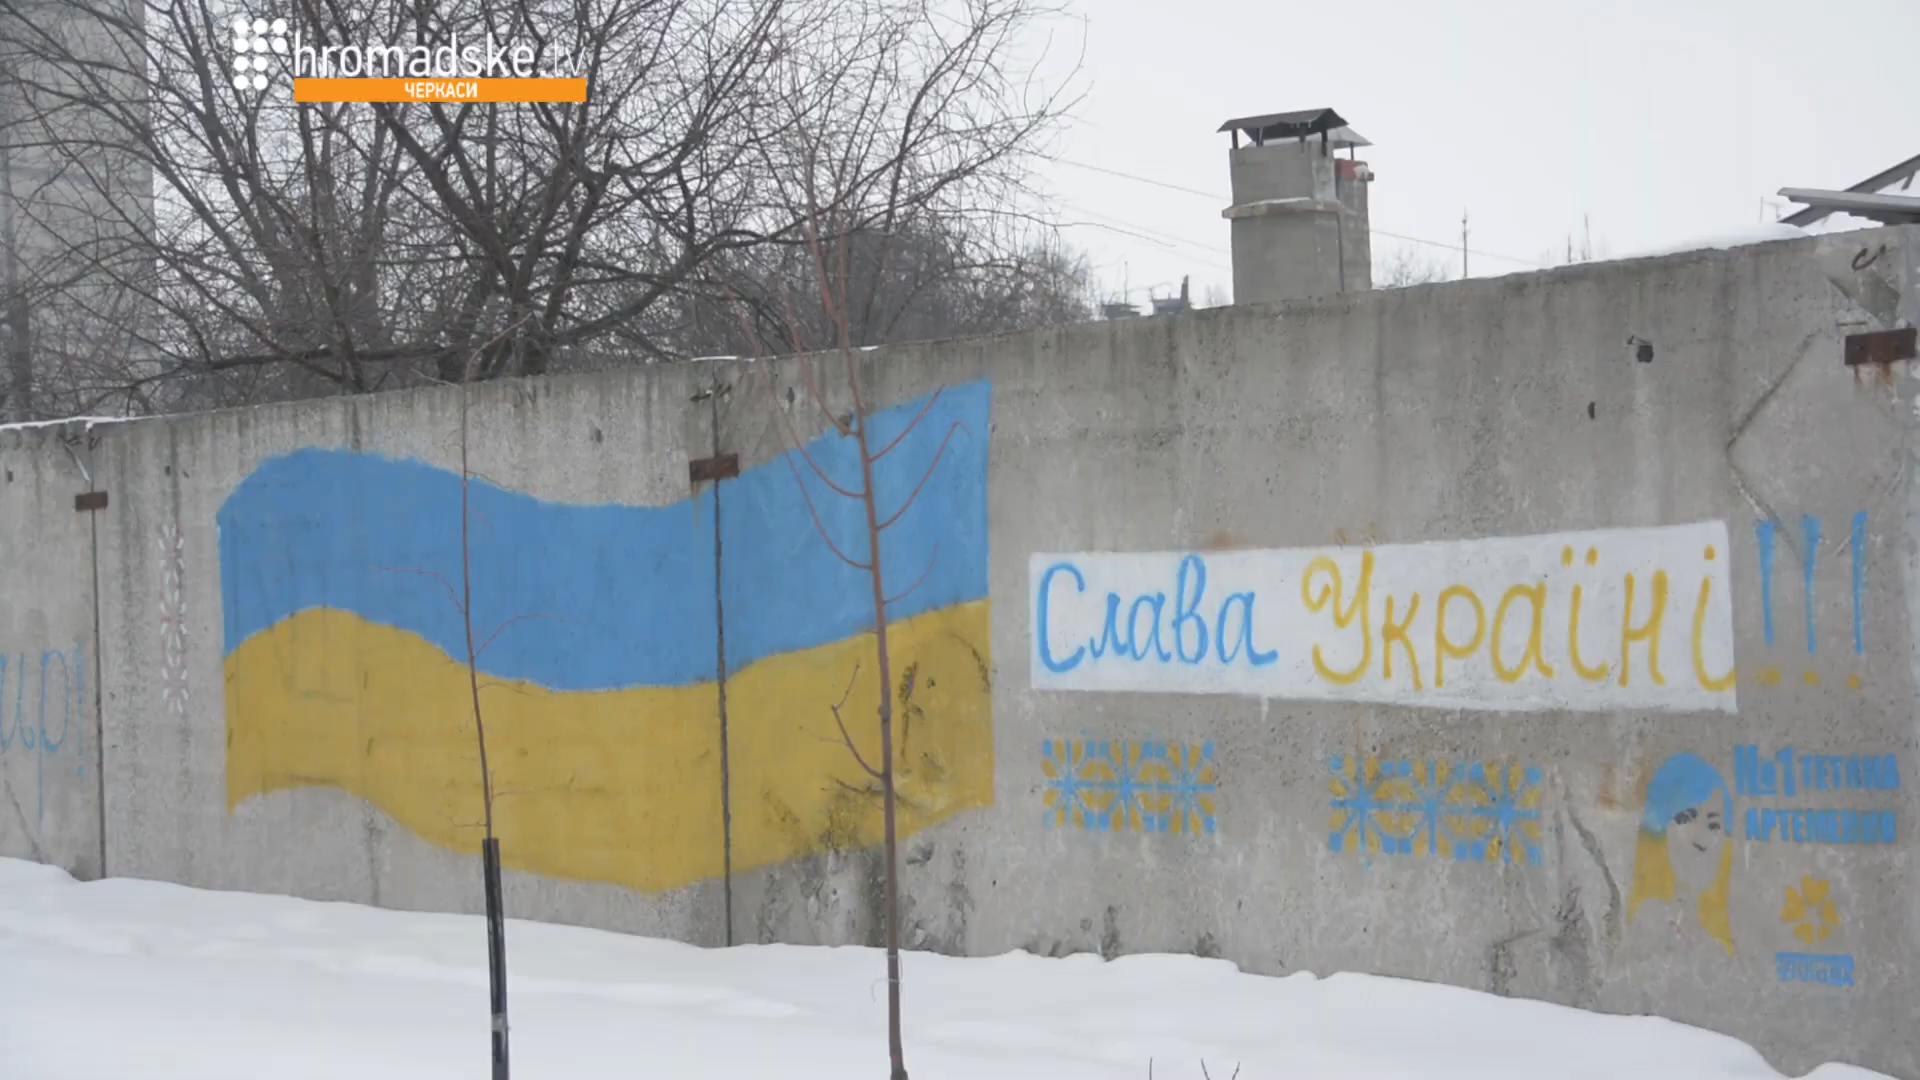 hromadske.tv
ЧЕРКАСИ
Слава Україні !!!
№1 ТЕТЯНА
АРТЕМЕНКО